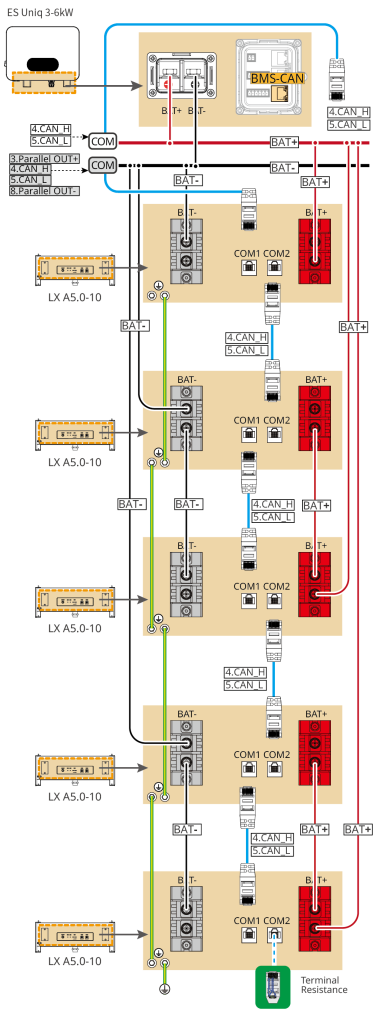 ES Uniq 3-6kW
BMS-CAN
BAT+ BAT-
4.CAN_H
5.CAN_L
4.CAN_H
5.CAN_L
COM
BAT+
3.Parallel OUT+
4.CAN_H
5.CAN_L
8.Parallel OUT-
COM
BAT-
BAT-
BAT+
BAT-
BAT+
COM1 COM2
LX A5.0-10
BAT-
BAT+
4.CAN_H
5.CAN_L
BAT-
BAT+
COM1 COM2
LX A5.0-10
BAT-
BAT-
4.CAN_H
5.CAN_L
BAT+
BAT-
BAT+
COM1 COM2
LX A5.0-10
4.CAN_H
5.CAN_L
BAT-
BAT+
COM1 COM2
LX A5.0-10
BAT-
4.CAN_H
5.CAN_L
BAT+
BAT+
BAT-
BAT+
COM1 COM2
LX A5.0-10
Terminal
Resistance